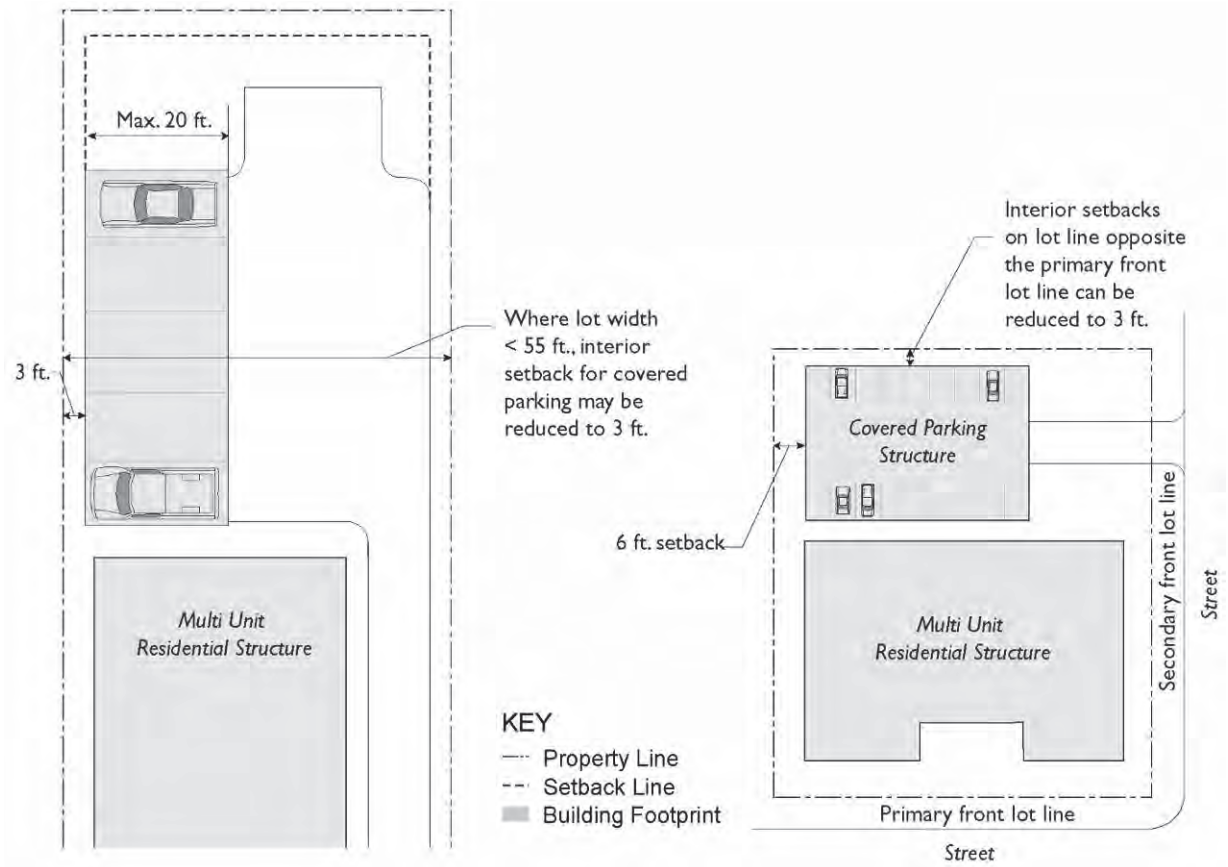 Max. 20 ft.
3 ft.
Where lot width
< 55 ft., interior
setback for covered
parking may be
reduced to 3 ft.
Multi Unit
Residential Structure
KEY
Property Line
Setback Line
Building Footprint
Interior setbacks
on lot line opposite
the primary front
lot line can be
reduced to 3 ft.
Covered Parking
Structure
6 ft. setback
Multi Unit
Residential Structure
Secondary front lot line
Street
Primary front lot line
Street